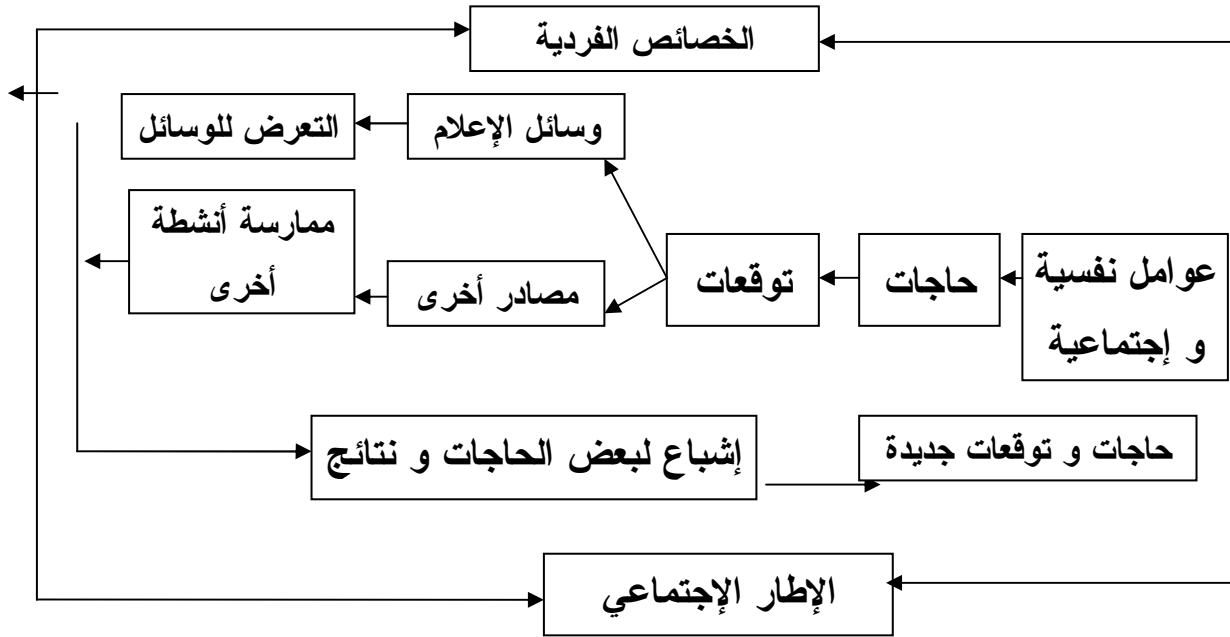 الخصائص الفردية
وسائل الإعلام
التعرض للوسائل
عوامل نفسية
و إجتماعية
حاجات
توقعات
مصادر أخرى
ممارسة أنشطة
أخرى
إشباع لبعض الحاجات و نتائج
حاجات و توقعات جديدة
الإطار الإجتماعي